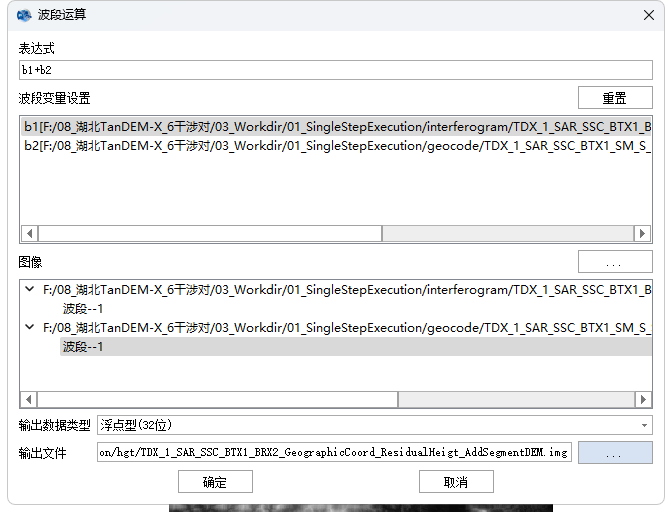 波段运算
表达式
b1+b2
波段变量设置
重置
b1[F:/08_湖北TanDEM-X_6干涉对/03_Workdir/01_SingleStepExecution/interferogram/TDX_1_SAR_SSC_BTX1_B
b2[F:/08_湖北TanDEM-X_6干涉对/03_Workdir/01_SingleStepExecution/geocode/TDX_1_SAR_SSC_BTX1_SM_S_
图像
...
F:/08_湖北TanDEM-X_6干涉对/03_Workdir/01_SingleStepExecution/interferogram/TDX_1_SAR_SSC_BTX1_B
波段--1
F:/08_湖北TanDEM-X_6干涉对/03_Workdir/01_SingleStepExecution/geocode/TDX_1_SAR_SSC_BTX1_SM_S_
波段--1
输出数据类型
浮点型(32位)
输出文件
on/hgt/TDX_1_SAR_SSC_BTX1_BRX2_GeographicCoord_ResidualHeigt_AddSegmentDEM.img
...
确定
取消